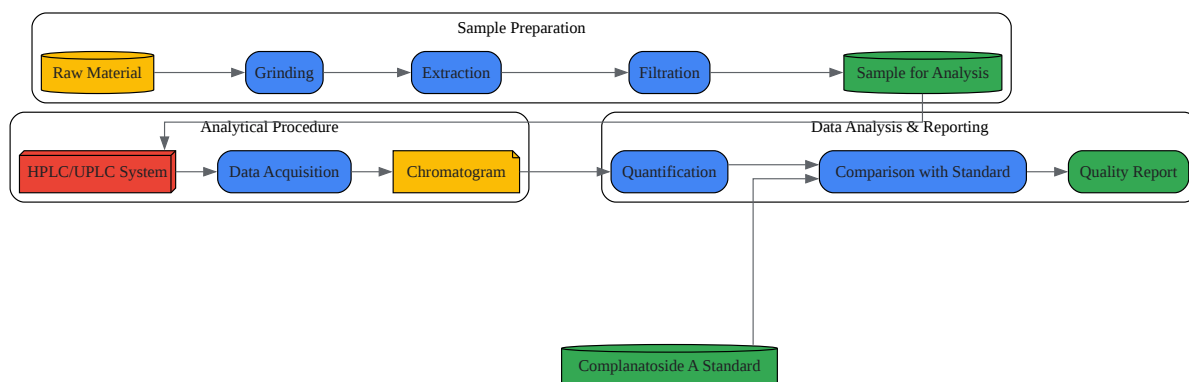 Sample Preparation
Raw Material
Grinding
Extraction
Filtration
Sample for Analysis
Analytical Procedure
HPLC/UPLC System
Data Acquisition
Chromatogram
Data Analysis & Reporting
Quantification
Comparison with Standard
Quality Report
Complanatoside A Standard